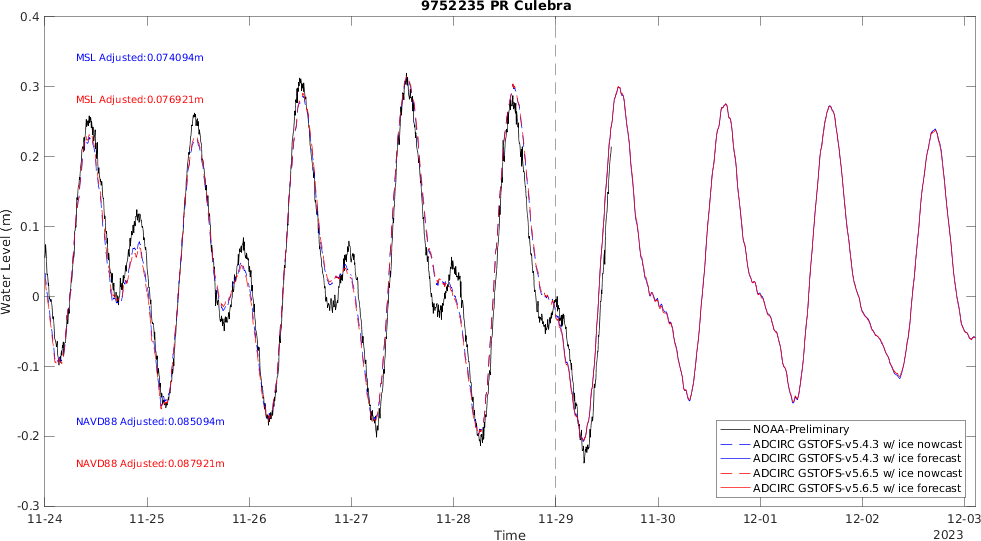 9752235 PR Culebra
0.4
0.3
0.2
0.1
0
-0.1
-0.2
-0.3
Water Level (m)
MSL Adjusted:0.074094m
MSL Adjusted:0.076921m
NAVD88 Adjusted:0.085094m
NAVD88 Adjusted:0.087921m
NOAA-Preliminary
ADCIRC GSTOFS-v5.4.3 w/ ice nowcast
ADCIRC GSTOFS-v5.4.3 w/ ice forecast
ADCIRC GSTOFS-v5.6.5 w/ ice nowcast
ADCIRC GSTOFS-v5.6.5 w/ ice forecast
11-24 11-25 11-26 11-27 11-28 11-29 11-30 12-01 12-02 12-03
Time
2023